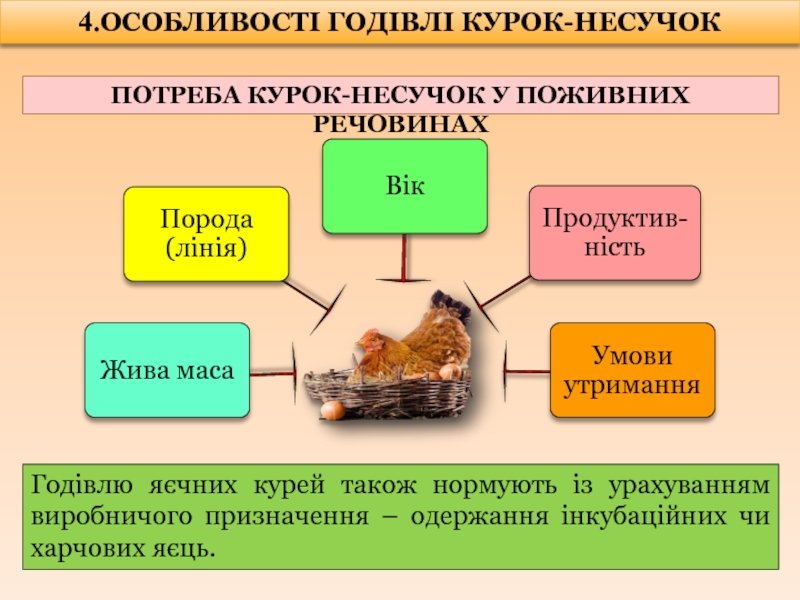 4.ОСОБЛИВОСТІ ГОДІВЛІ КУРОК-НЕСУЧОК
ПОТРЕБА КУРОК-НЕСУЧОК У ПОЖИВНИХ
РЕЧОВИНАХ
Вік
Порода
(лінія)
Продуктив-
ність
Жива маса
Умови
утримання
Годівлю яєчних курей також нормують із урахуванням
виробничого призначення – одержання інкубаційних чи
харчових яєць.